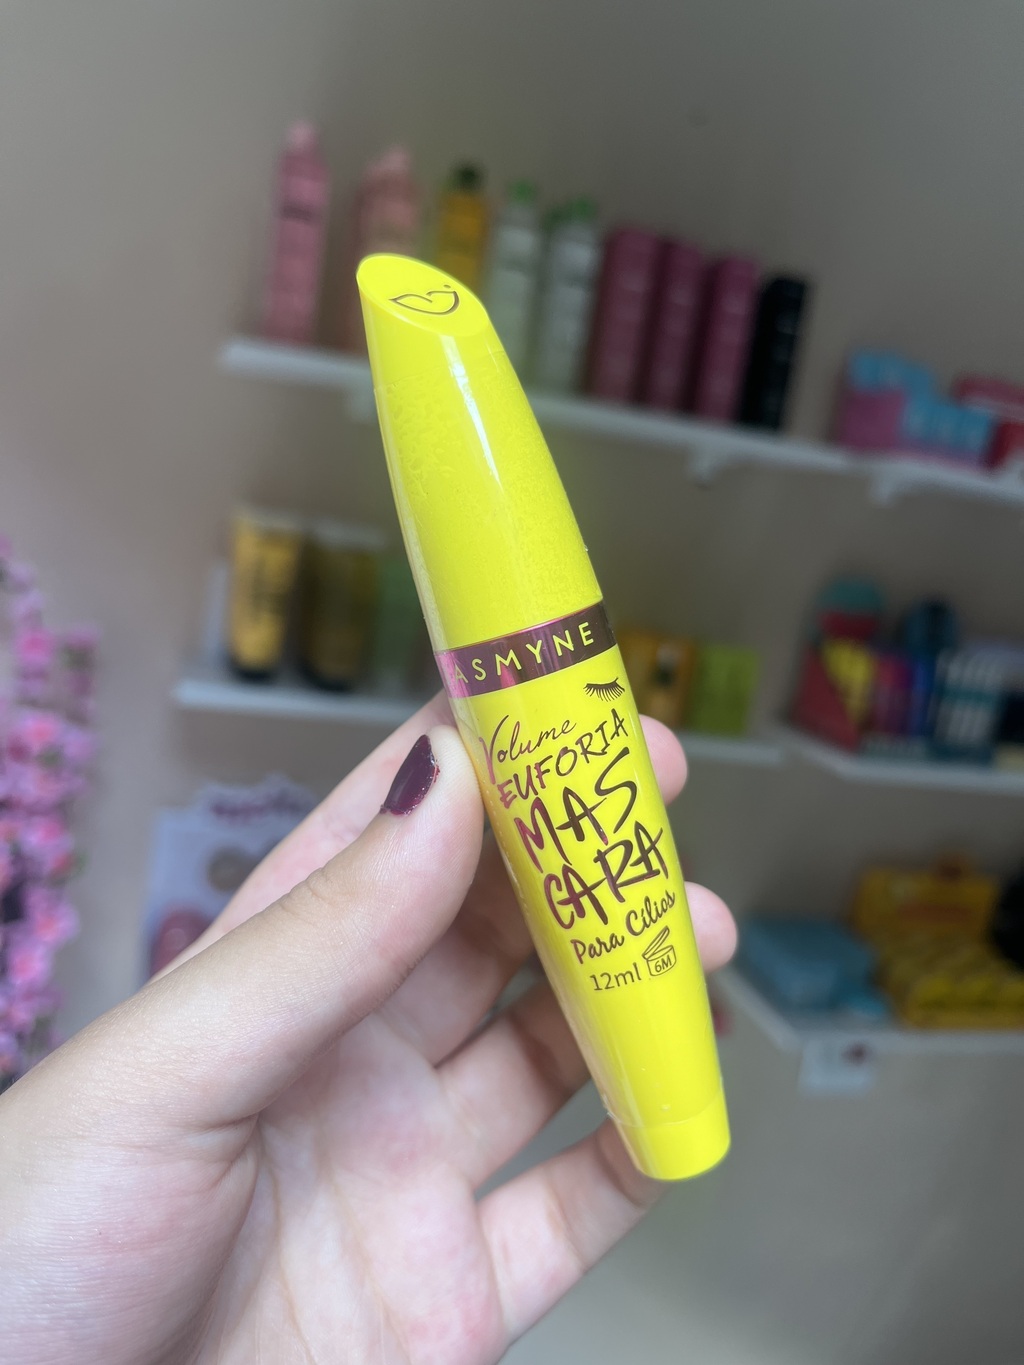 ASMYNE
Volume
EUFORIA
MAS
CARA
Para Cílios
12ml 6M